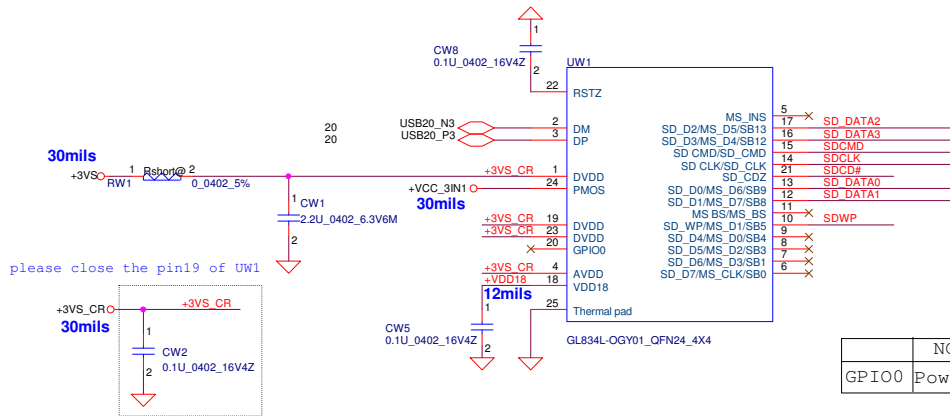 1
CW8
0.1U_0402_16V4Z
2
UW1
22 RSTZ
MS_INS 5
USB20_N3 2 DM
20
SD_D2/MS_D5/SB13 17 SD_DATA2
USB20_P3 3 DP
20
SD_D3/MS_D4/SB12 16 SD_DATA3
SD CMD/SD_CMD 15 SDCMD
30mils
SD CLK/SD_CLK 14 SDCLK
+3VS 1 Rshort@ 2 +3VS_CR 1 DVDD
SD_CDZ 21 SDCD#
RW1 0_0402_5%
+VCC_3IN1 24 PMOS
SD_D0/MS_D6/SB9 13 SD_DATA0
30mils
SD_D1/MS_D7/SB8 12 SD_DATA1
1
CW1
2.2U_0402_6.3V6M
2
MS BS/MS_BS 11
+3VS_CR 19 DVDD
SD_WP/MS_D1/SB5 10 SDWP
+3VS_CR 23 DVDD
SD_D4/MS_D0/SB4 9
20 GPIO0
SD_D5/MS_D2/SB3 8
SD_D6/MS_D3/SB1 7
please close the pin19 of UW1
+3VS_CR 4 AVDD
SD_D7/MS_CLK/SB0 6
+VDD18 18 VDD18
12mils
+3VS_CR +3VS_CR
30mils
25 Thermal pad
1
CW5
0.1U_0402_16V4Z
2
GL834L-OGY01_QFN24_4X4
1
CW2
0.1U_0402_16V4Z
2
GPIO0